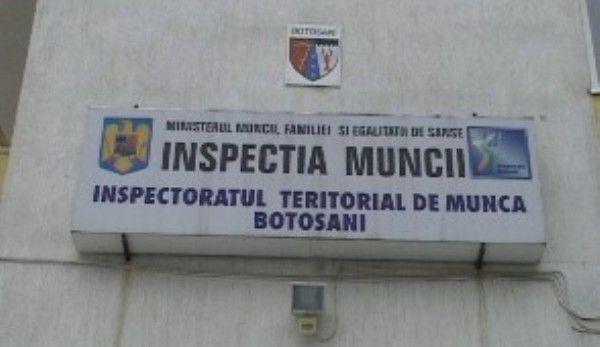 BOTOSANI
MINISTERUL MUNCII, FAMILIEI SI EGALITATII DE SANSE
INSPECTIA MUNCII
INSPECTORATUL TERITORIAL DE MUNCA
BOTOSANI